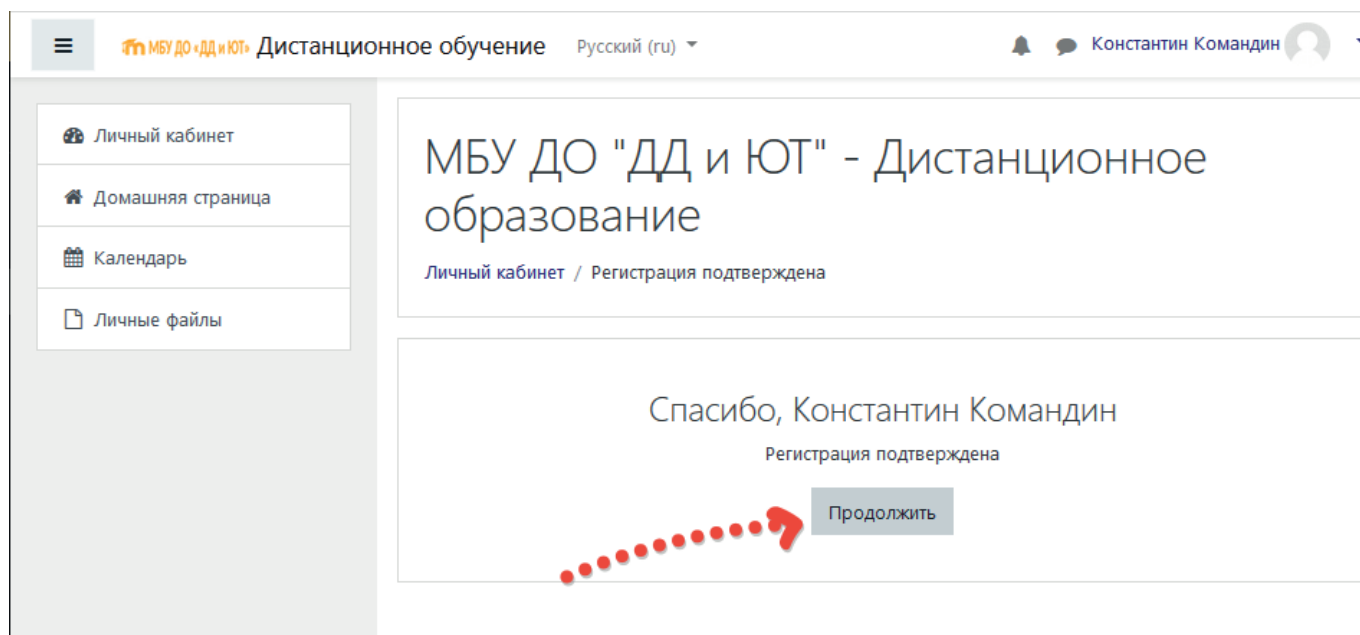 МБУ ДО «ДД и ЮТ» Дистанционное обучение Русский (ru) Константин Командин
Личный кабинет
Домашняя страница
Календарь
Личные файлы
МБУ ДО "ДД и ЮТ" - Дистанционное
образование
Личный кабинет / Регистрация подтверждена
Спасибо, Константин Командин
Регистрация подтверждена
Продолжить